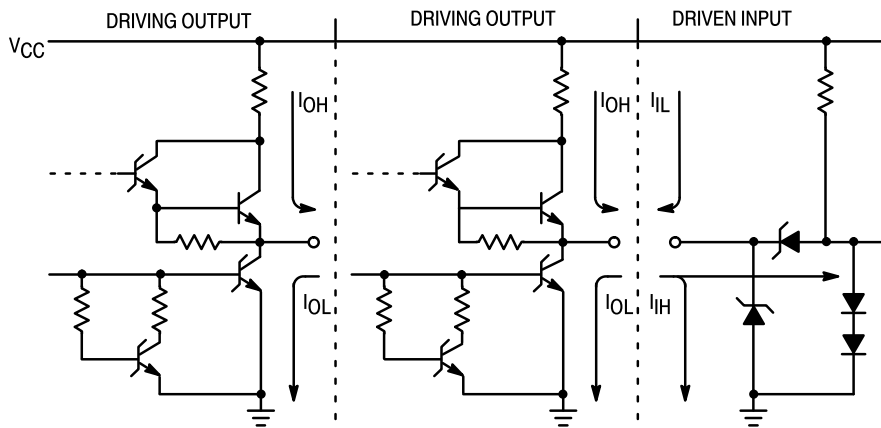 DRIVING OUTPUT
DRIVING OUTPUT
DRIVEN INPUT
VCC
IOH
IOH
IIL
IOL
IOL
IIH